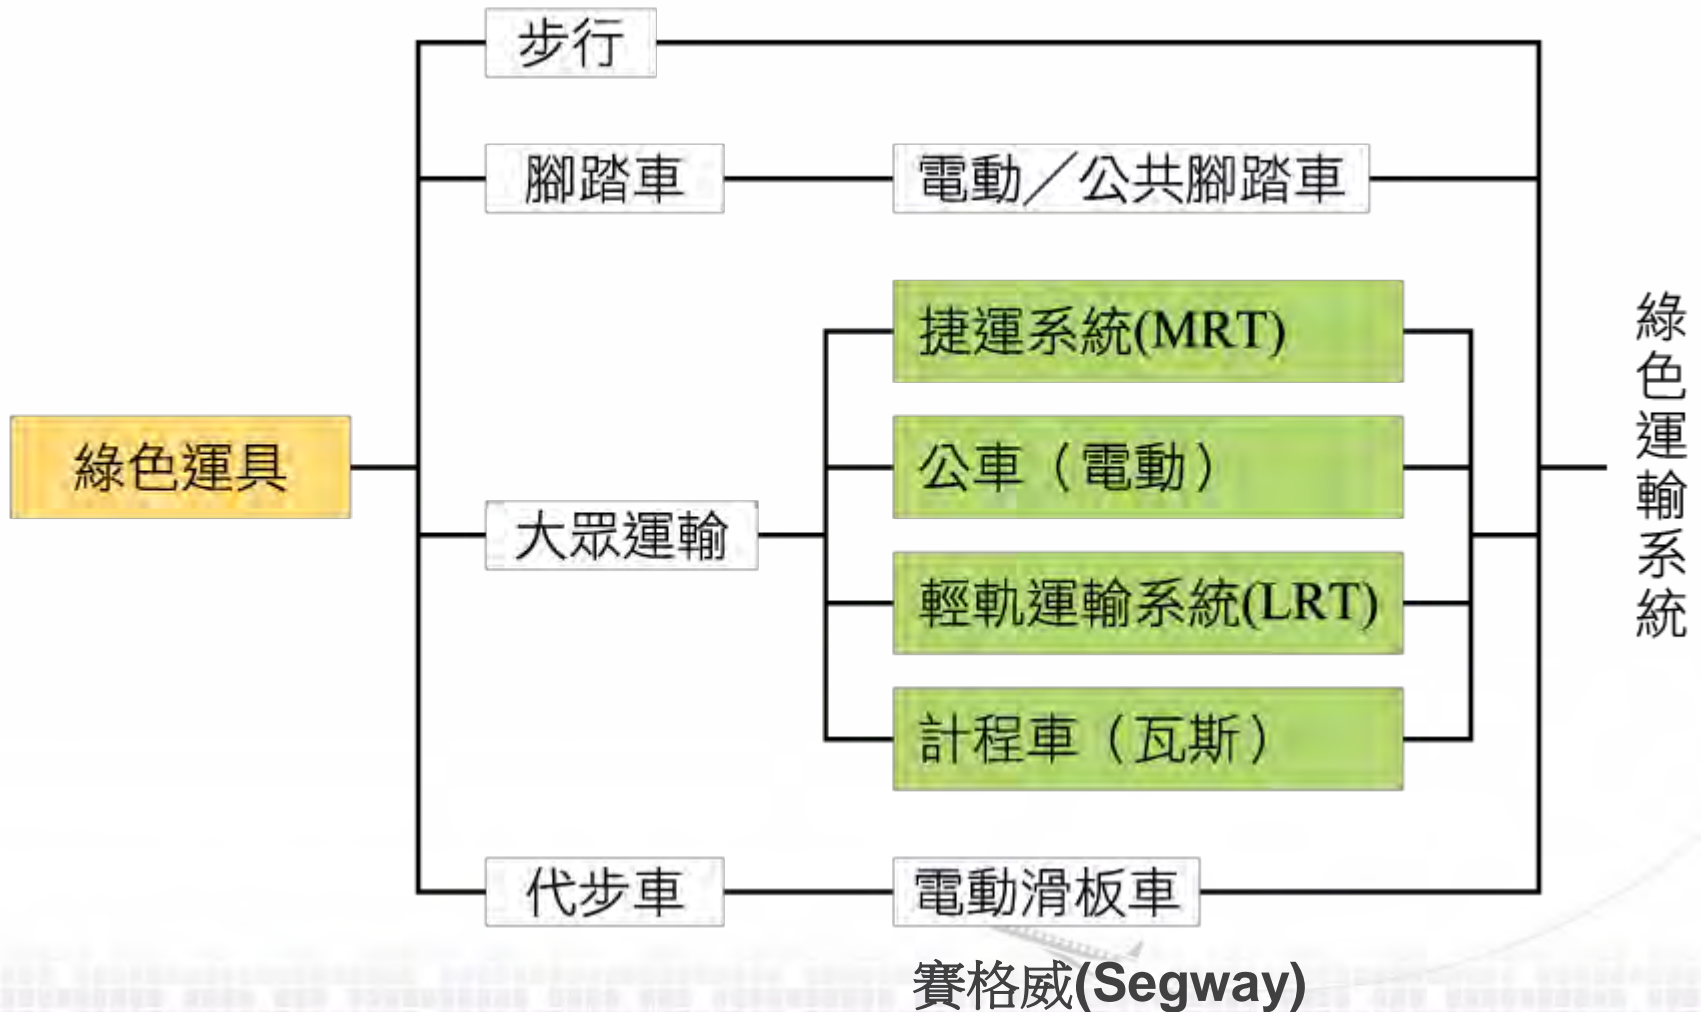 步行
腳踏車
電動／公共腳踏車
捷運系統(MRT)
公車（電動）
綠色運具
大眾運輸
輕軌運輸系統(LRT)
計程車（瓦斯）
代步車
電動滑板車
賽格威(Segway)
綠色運輸系統